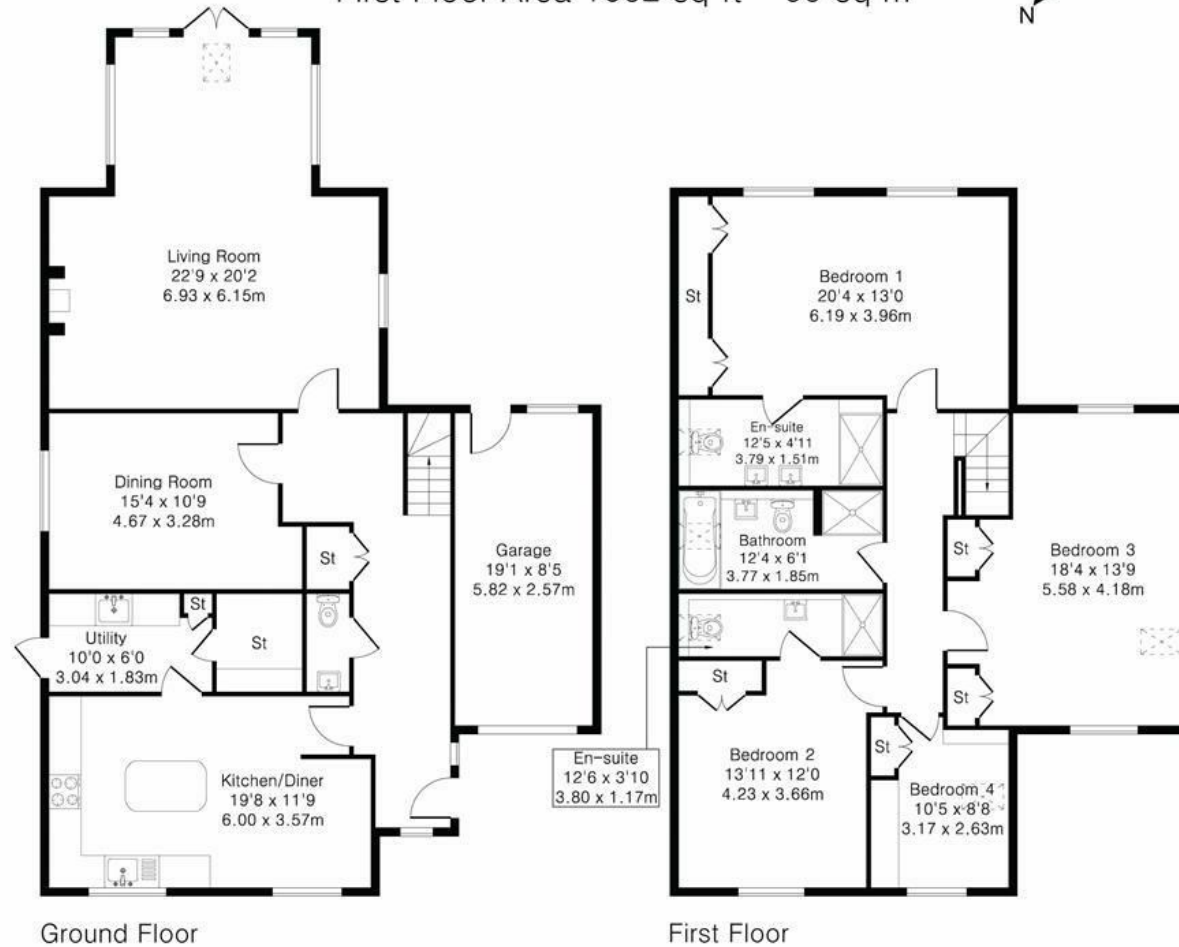 N
Living Room
22'9 x 20'2
6.93 x 6.15m
Dining Room
15'4 x 10'9
4.67 x 3.28m
St
Garage
19'1 x 8'5
5.82 x 2.57m
St
St
Utility
10'0 x 6'0
3.04 x 1.83m
Kitchen/Diner
19'8 x 11'9
6.00 x 3.57m
Ground Floor
Bedroom 1
20'4 x 13'0
6.19 x 3.96m
St
En-suite
12'5 x 4'11
3.79 x 1.51m
Bathroom
12'4 x 6'1
3.77 x 1.85m
St
Bedroom 3
18'4 x 13'9
5.58 x 4.18m
St
St
Bedroom 2
13'11 x 12'0
4.23 x 3.66m
En-suite
12'6 x 3'10
3.80 x 1.17m
St
Bedroom 4
10'5 x 8'8
3.17 x 2.63m
First Floor